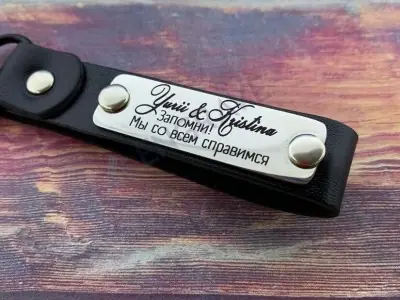 Yurii & Kristina
Запомни!
Мы со всем справимся